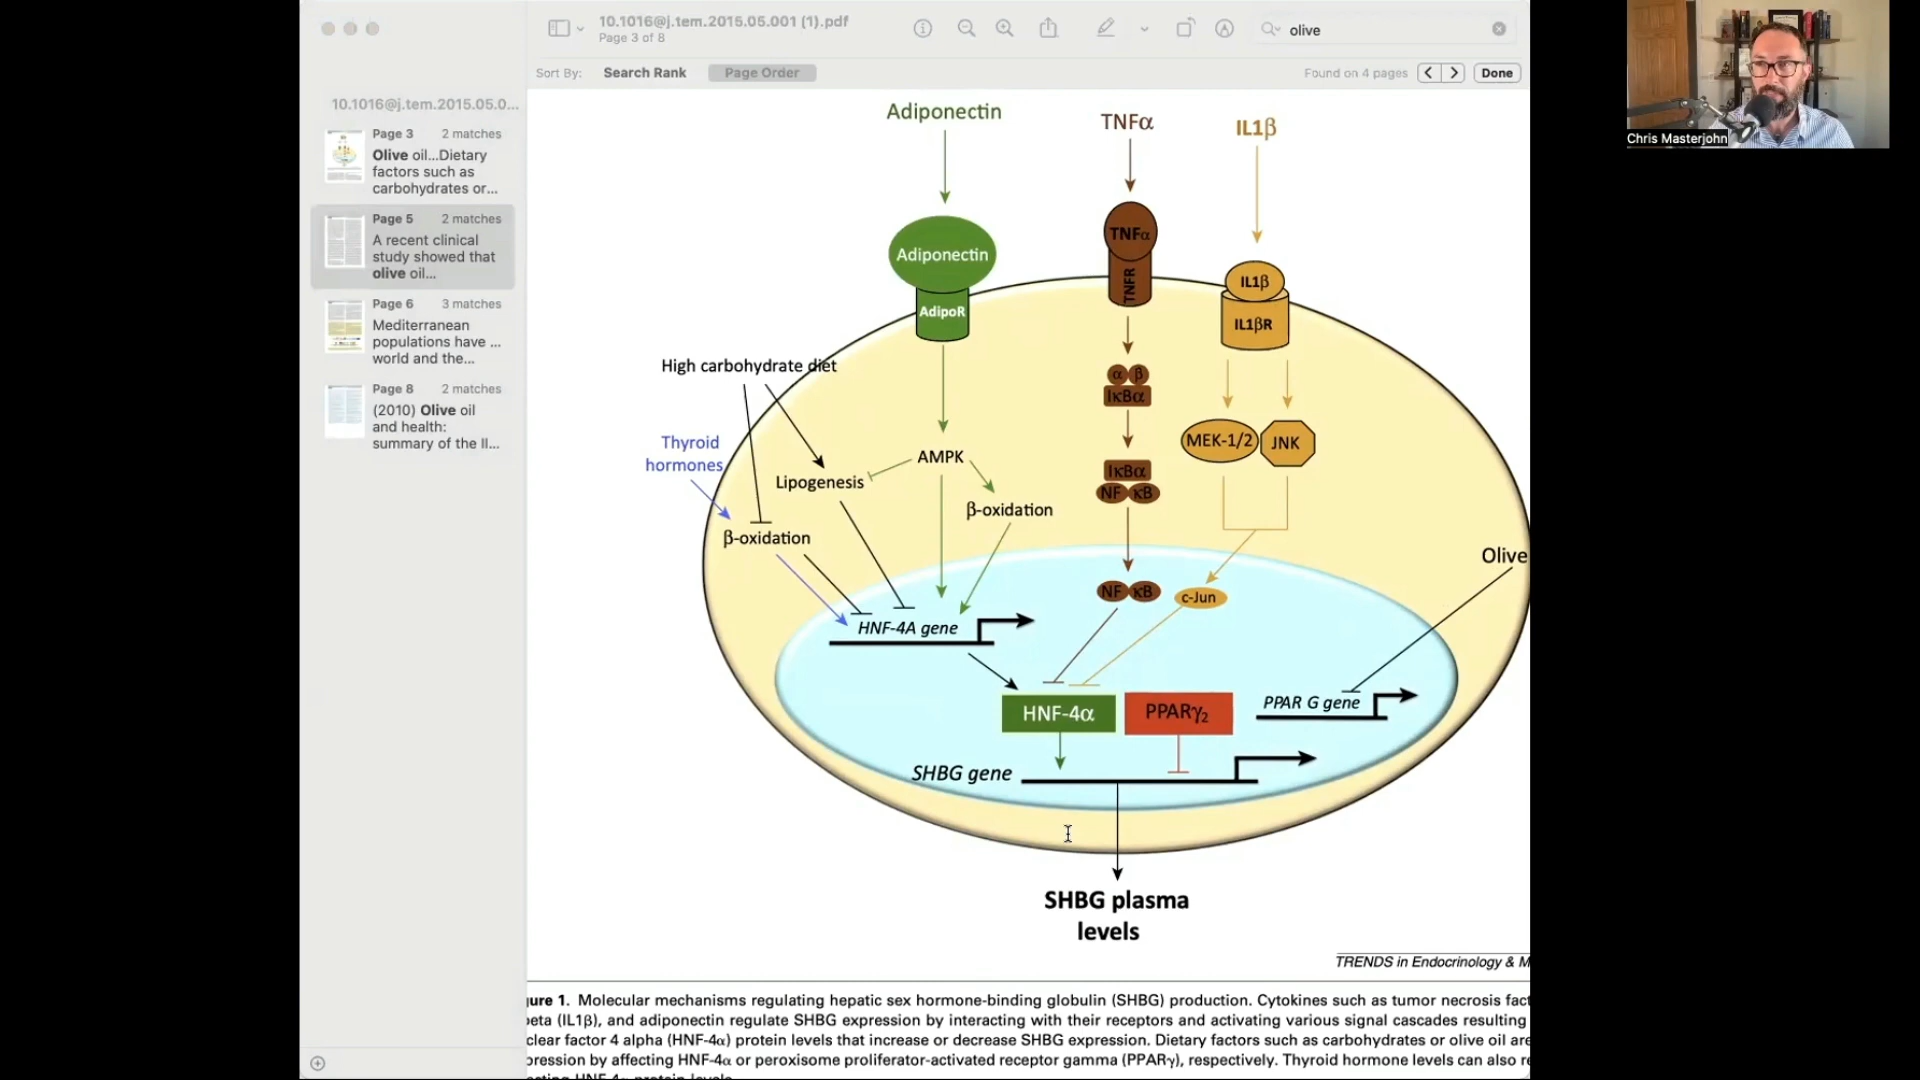 10.1016@j.tem.2015.05.001 (1).pdf
Page 3 of 8
olive
Sort By:
Search Rank
Page Order
Found on 4 pages
Done
10.1016@j.tem.2015.05.0...
Page 3 2 matches
Olive oil...Dietary
factors such as
carbohydrates or...
Page 5 2 matches
A recent clinical
study showed that
olive oil...
Page 6 3 matches
Mediterranean
populations have ...
world and the...
Page 8 2 matches
(2010) Olive oil
and health:
summary of the II...
Adiponectin
TNFα
IL1β
Adiponectin
AdipoR
TNFα
TNFR
IL1β
IL1βR
High carbohydrate diet
α β
IκBα
Thyroid
hormones
AMPK
Lipogenesis
MEK-1/2
JNK
IκBα
NF κB
β-oxidation
β-oxidation
Olive
NF κB
c-Jun
HNF-4A gene
HNF-4α
PPARγ2
PPAR G gene
SHBG gene
SHBG plasma
levels
TRENDS in Endocrinology & M
ure 1. Molecular mechanisms regulating hepatic sex hormone-binding globulin (SHBG) production. Cytokines such as tumor necrosis fact
eta (IL1β), and adiponectin regulate SHBG expression by interacting with their receptors and activating various signal cascades resulting
clear factor 4 alpha (HNF-4α) protein levels that increase or decrease SHBG expression. Dietary factors such as carbohydrates or olive oil are
pression by affecting HNF-4α or peroxisome proliferator-activated receptor gamma (PPARγ), respectively. Thyroid hormone levels can also re
HNF-4α protein levels
Chris Masterjohn